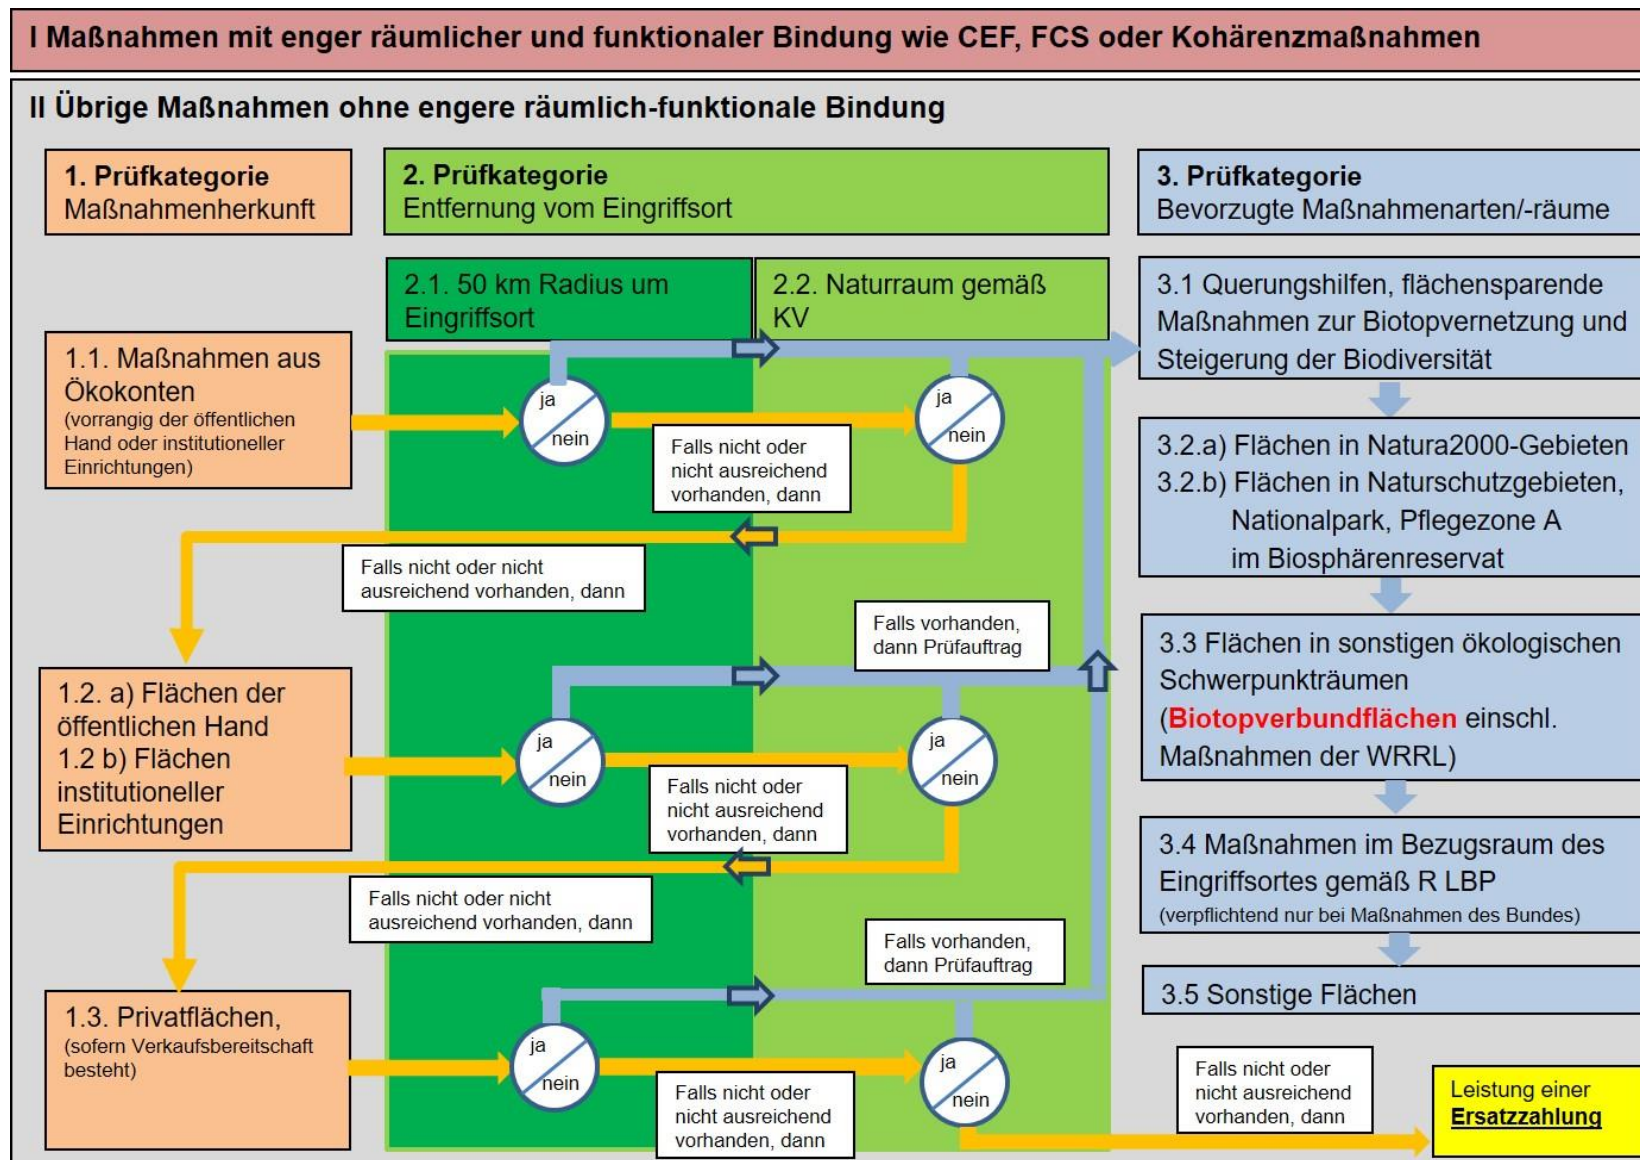 I Maßnahmen mit enger räumlicher und funktionaler Bindung wie CEF, FCS oder Kohärenzmaßnahmen
II Übrige Maßnahmen ohne engere räumlich-funktionale Bindung
1. Prüfkategorie
Maßnahmenherkunft
2. Prüfkategorie
Entfernung vom Eingriffsort
3. Prüfkategorie
Bevorzugte Maßnahmenarten/-räume
2.1. 50 km Radius um
Eingriffsort
2.2. Naturraum gemäß
KV
3.1 Querungshilfen, flächensparende
Maßnahmen zur Biotopvernetzung und
Steigerung der Biodiversität
1.1. Maßnahmen aus
Ökokonten
(vorrangig der öffentlichen
Hand oder institutioneller
Einrichtungen)
ja
nein
Falls nicht oder
nicht ausreichend
vorhanden, dann
ja
nein
3.2.a) Flächen in Natura2000-Gebieten
3.2.b) Flächen in Naturschutzgebieten,
Nationalpark, Pflegezone A
im Biosphärenreservat
Falls nicht oder nicht
ausreichend vorhanden, dann
Falls vorhanden,
dann Prüfauftrag
3.3 Flächen in sonstigen ökologischen
Schwerpunkträumen
(Biotopverbundflächen einschl.
Maßnahmen der WRRL)
1.2. a) Flächen der
öffentlichen Hand
1.2 b) Flächen
institutioneller
Einrichtungen
ja
nein
Falls nicht oder
nicht ausreichend
vorhanden, dann
ja
nein
3.4 Maßnahmen im Bezugsraum des
Eingriffsortes gemäß R LBP
(verpflichtend nur bei Maßnahmen des Bundes)
Falls nicht oder nicht
ausreichend vorhanden, dann
Falls vorhanden,
dann Prüfauftrag
3.5 Sonstige Flächen
1.3. Privatflächen,
(sofern Verkaufsbereitschaft
besteht)
ja
nein
Falls nicht oder
nicht ausreichend
vorhanden, dann
ja
nein
Falls nicht oder
nicht ausreichend
vorhanden, dann
Leistung einer
Ersatzzahlung